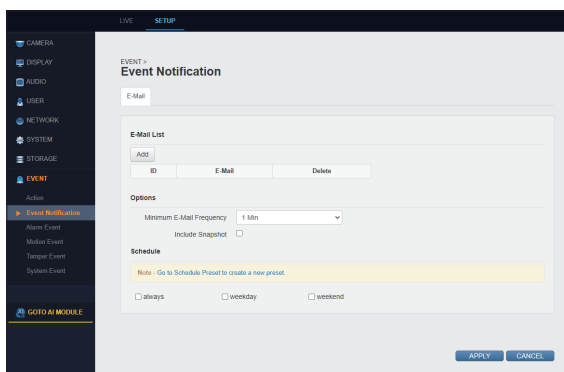 LIVE SETUP
CAMERA
DISPLAY
AUDIO
USER
NETWORK
SYSTEM
STORAGE
EVENT
Action
Event Notification
Alarm Event
Motion Event
Tamper Event
System Event
GOTO AI MODULE
EVENT >
Event Notification
E-Mail
E-Mail List
Add
ID E-Mail Delete
Options
Minimum E-Mail Frequency 1 Min
Include Snapshot
Schedule
Note - Go to Schedule Preset to create a new preset.
always weekday weekend
APPLY CANCEL